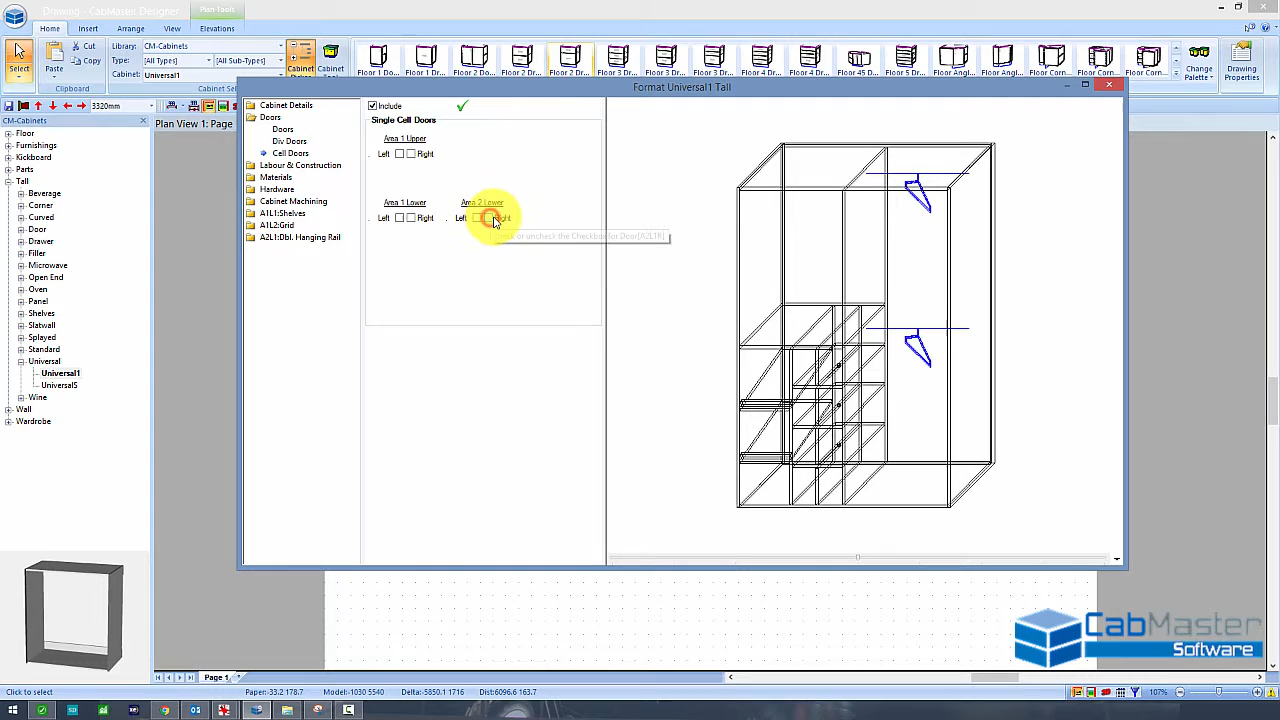 Drawing - CabMaster Designer
Plan Tools
Home
Insert
Arrange
View
Elevations
Select
Paste
Cut
Copy
Clipboard
Library:
CM-Cabinets
Type:
[All Types]
[All Sub-Types]
Cabinet:
Universal1
Floor 1 Do...
Floor 1 Dr...
Floor 2 Do...
Floor 2 Dr...
Floor 2 Dr...
Floor 3 Dr...
Floor 3 Dr...
Floor 4 Dr...
Floor 4 Dr...
Floor 45 D...
Floor 5 Dr...
Floor Angl...
Floor Angl...
Floor Corn...
Floor Corn...
Floor Corn...
Change Palette
Drawing Properties
3320mm
CM-Cabinets
Plan View 1: Page
Floor
Furnishings
Kickboard
Parts
Tall
Beverage
Corner
Curved
Door
Drawer
Filler
Microwave
Open End
Oven
Panel
Shelves
Slatwall
Splayed
Standard
Universal
Universal1
Universal5
Wine
Wall
Wardrobe
Format Universal1 Tall
Cabinet Details
Doors
Doors
Div Doors
Cell Doors
Labour & Construction
Materials
Hardware
Cabinet Machining
A1L1:Shelves
A1L2:Grid
A2L1:Dbl. Hanging Rail
Include
Single Cell Doors
Area 1 Upper
Left
Right
Area 1 Lower
Area 2 Lower
Left
Right
Left
Right
or uncheck the Checkbox for Door[A2L1R]
CabMaster
Software
Page 1
Click to select
Paper:-33.2 178.7
Model:-1030 5540
Delta:-5850.1 1716
Dist:6096.6 163.7
107%